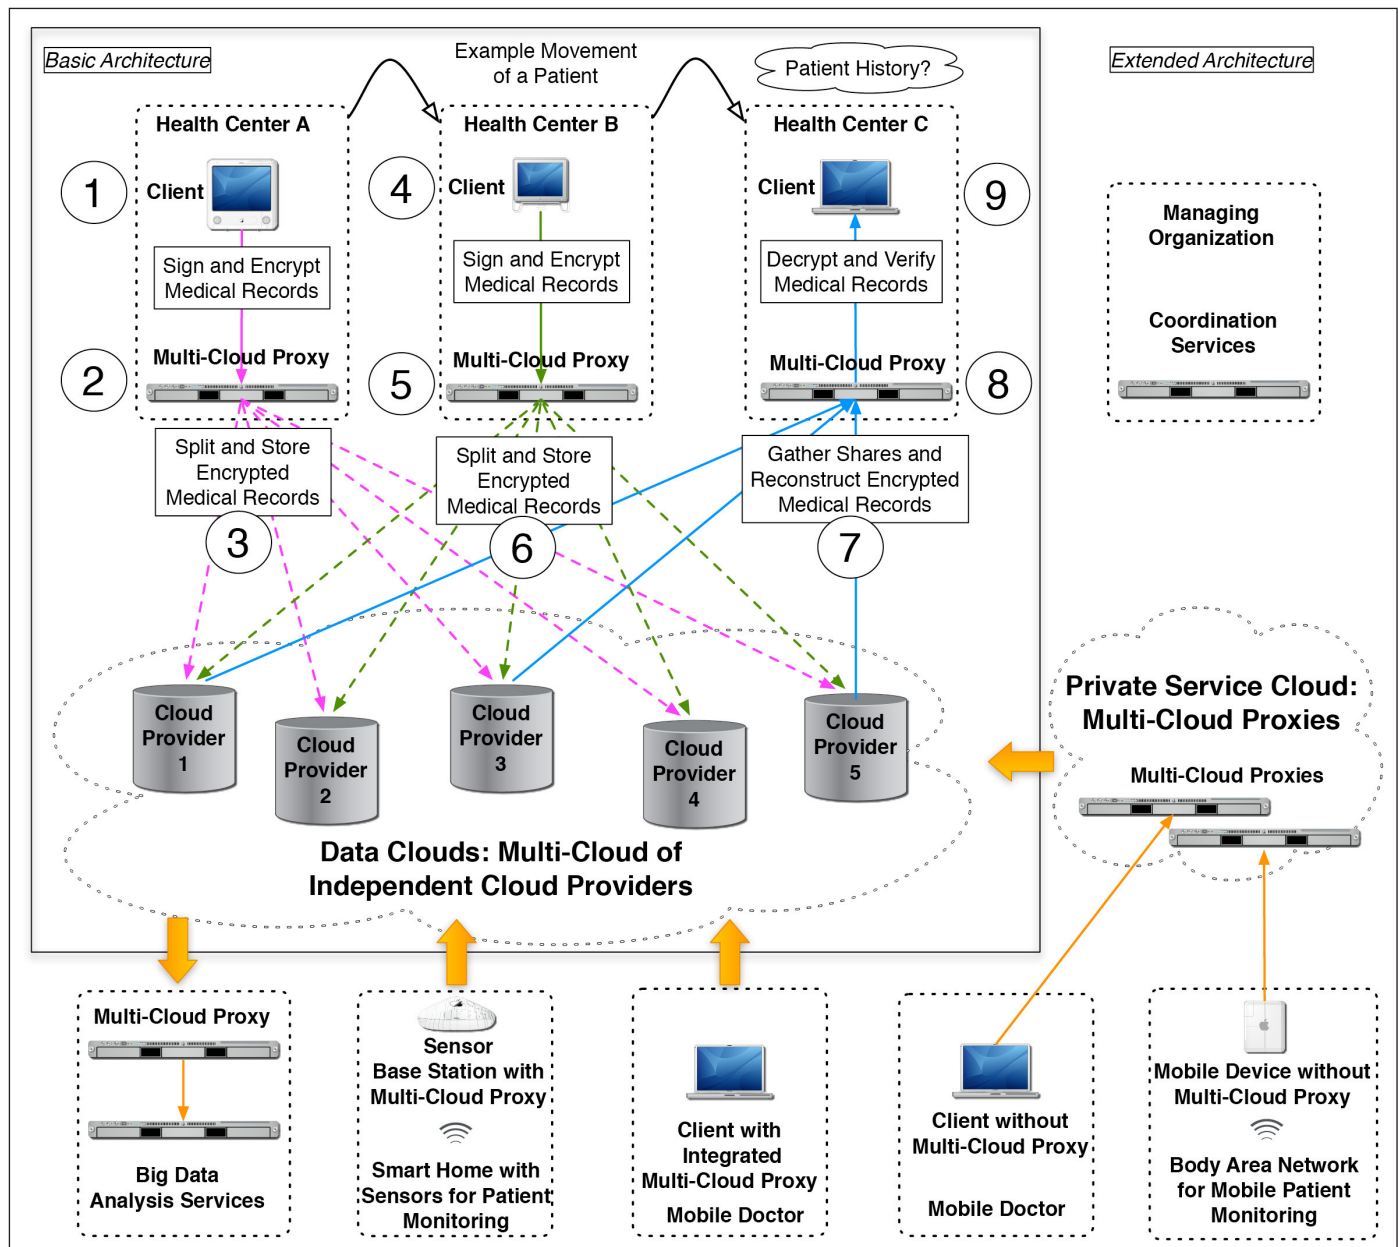 Basic Architecture
Example Movement
of a Patient
Patient History?
Extended Architecture
Health Center A
Health Center B
Health Center C
1
Client
4
Client
Client
9
Sign and Encrypt
Medical Records
Sign and Encrypt
Medical Records
Decrypt and Verify
Medical Records
Managing
Organization
Coordination
Services
2
Multi-Cloud Proxy
5
Multi-Cloud Proxy
Multi-Cloud Proxy
8
Split and Store
Encrypted
Medical Records
3
Split and Store
Encrypted
Medical Records
6
Gather Shares and
Reconstruct Encrypted
Medical Records
7
Cloud
Provider
1
Cloud
Provider
2
Cloud
Provider
3
Cloud
Provider
4
Cloud
Provider
5
Data Clouds: Multi-Cloud of
Independent Cloud Providers
Private Service Cloud:
Multi-Cloud Proxies
Multi-Cloud Proxies
Multi-Cloud Proxy
Big Data
Analysis Services
Sensor
Base Station with
Multi-Cloud Proxy
Smart Home with
Sensors for Patient
Monitoring
Client with
Integrated
Multi-Cloud Proxy
Mobile Doctor
Client without
Multi-Cloud Proxy
Mobile Doctor
Mobile Device without
Multi-Cloud Proxy
Body Area Network
for Mobile Patient
Monitoring